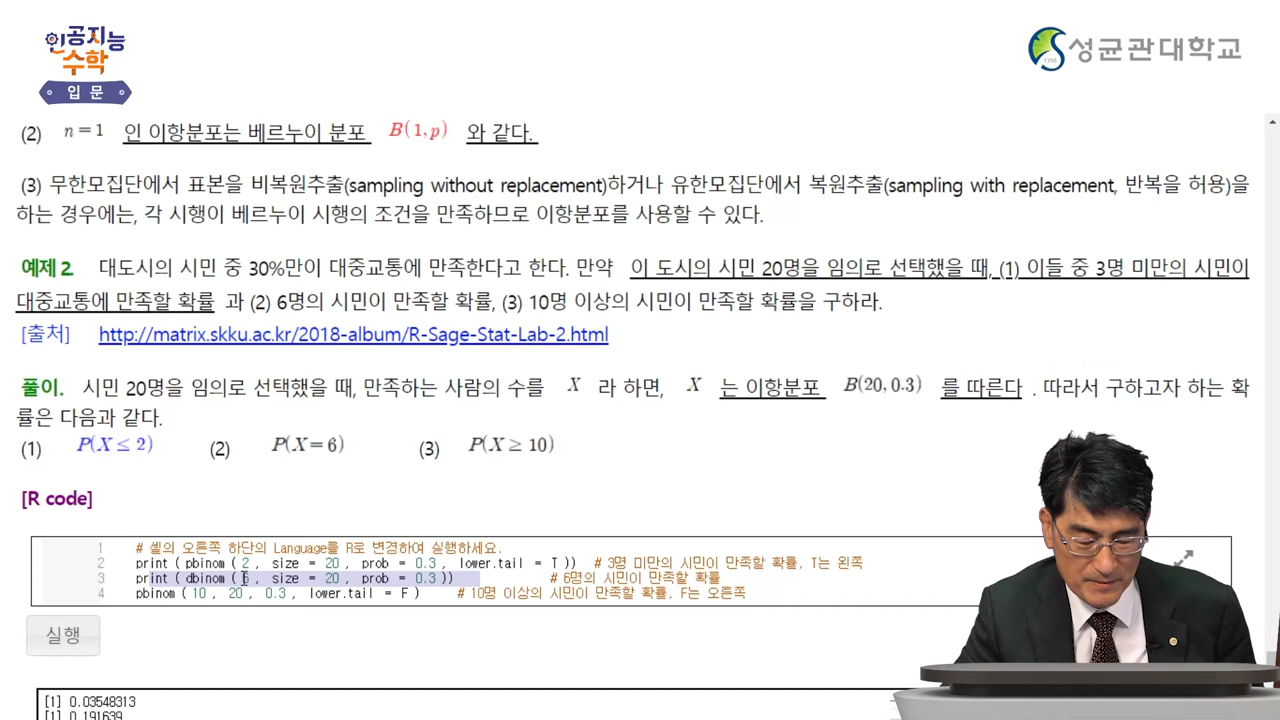 인공지능
수학
입 문
성균관대학교
(2) n = 1 인 이항분포는 베르누이 분포 B(1, p) 와 같다.
(3) 무한모집단에서 표본을 비복원추출(sampling without replacement)하거나 유한모집단에서 복원추출(sampling with replacement, 반복을 허용)을
하는 경우에는, 각 시행이 베르누이 시행의 조건을 만족하므로 이항분포를 사용할 수 있다.
예제 2. 대도시의 시민 중 30%만이 대중교통에 만족한다고 한다. 만약 이 도시의 시민 20명을 임의로 선택했을 때, (1) 이들 중 3명 미만의 시민이
대중교통에 만족할 확률 과 (2) 6명의 시민이 만족할 확률, (3) 10명 이상의 시민이 만족할 확률을 구하라.
[출처] http://matrix.skku.ac.kr/2018-album/R-Sage-Stat-Lab-2.html
풀이. 시민 20명을 임의로 선택했을 때, 만족하는 사람의 수를 X 라 하면, X 는 이항분포 B(20, 0.3) 를 따른다 . 따라서 구하고자 하는 확
률은 다음과 같다.
(1) P(X ≤ 2) (2) P(X = 6) (3) P(X ≥ 10)
[R code]
1 # 셀의 오른쪽 하단의 Language를 R로 변경하여 실행하세요.
2 print ( pbinom ( 2 , size = 20 , prob = 0.3 , lower.tail = T )) # 3명 미만의 시민이 만족할 확률, T는 왼쪽
3 print ( dbinom ( 6 , size = 20 , prob = 0.3 )) # 6명의 시민이 만족할 확률
4 pbinom ( 10 , 20 , 0.3 , lower.tail = F ) # 10명 이상의 시민이 만족할 확률, F는 오른쪽
실행
[1] 0.03548313
[1] 0.191639